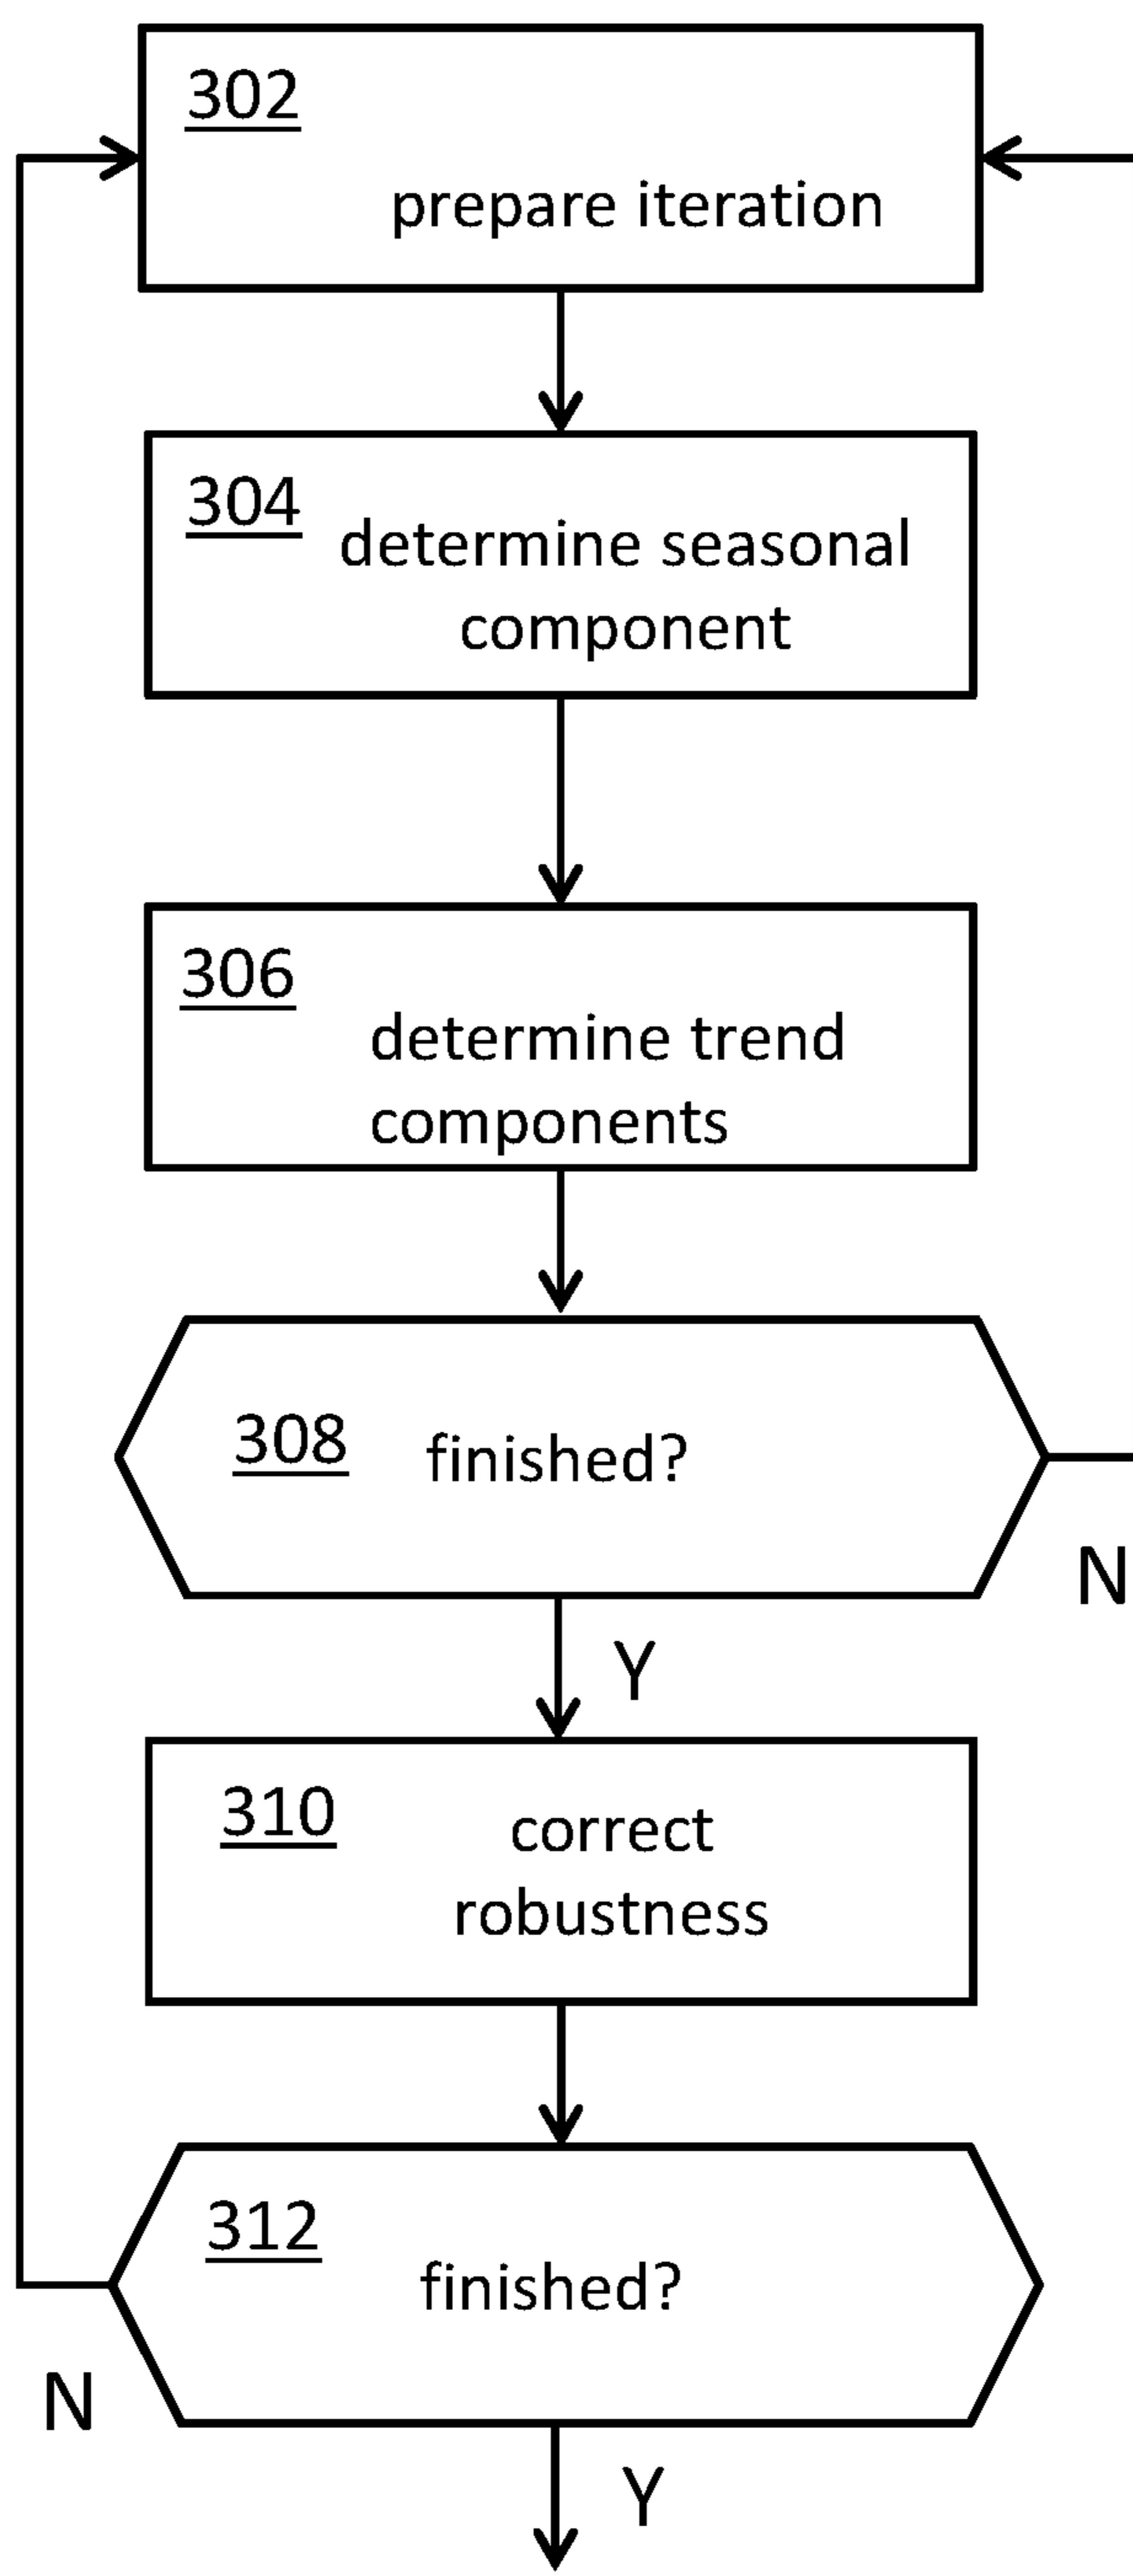 302
prepare iteration
304
determine seasonal
component
306
determine trend
components
308 finished?
N
Y
310 correct
robustness
312
finished?
N
Y